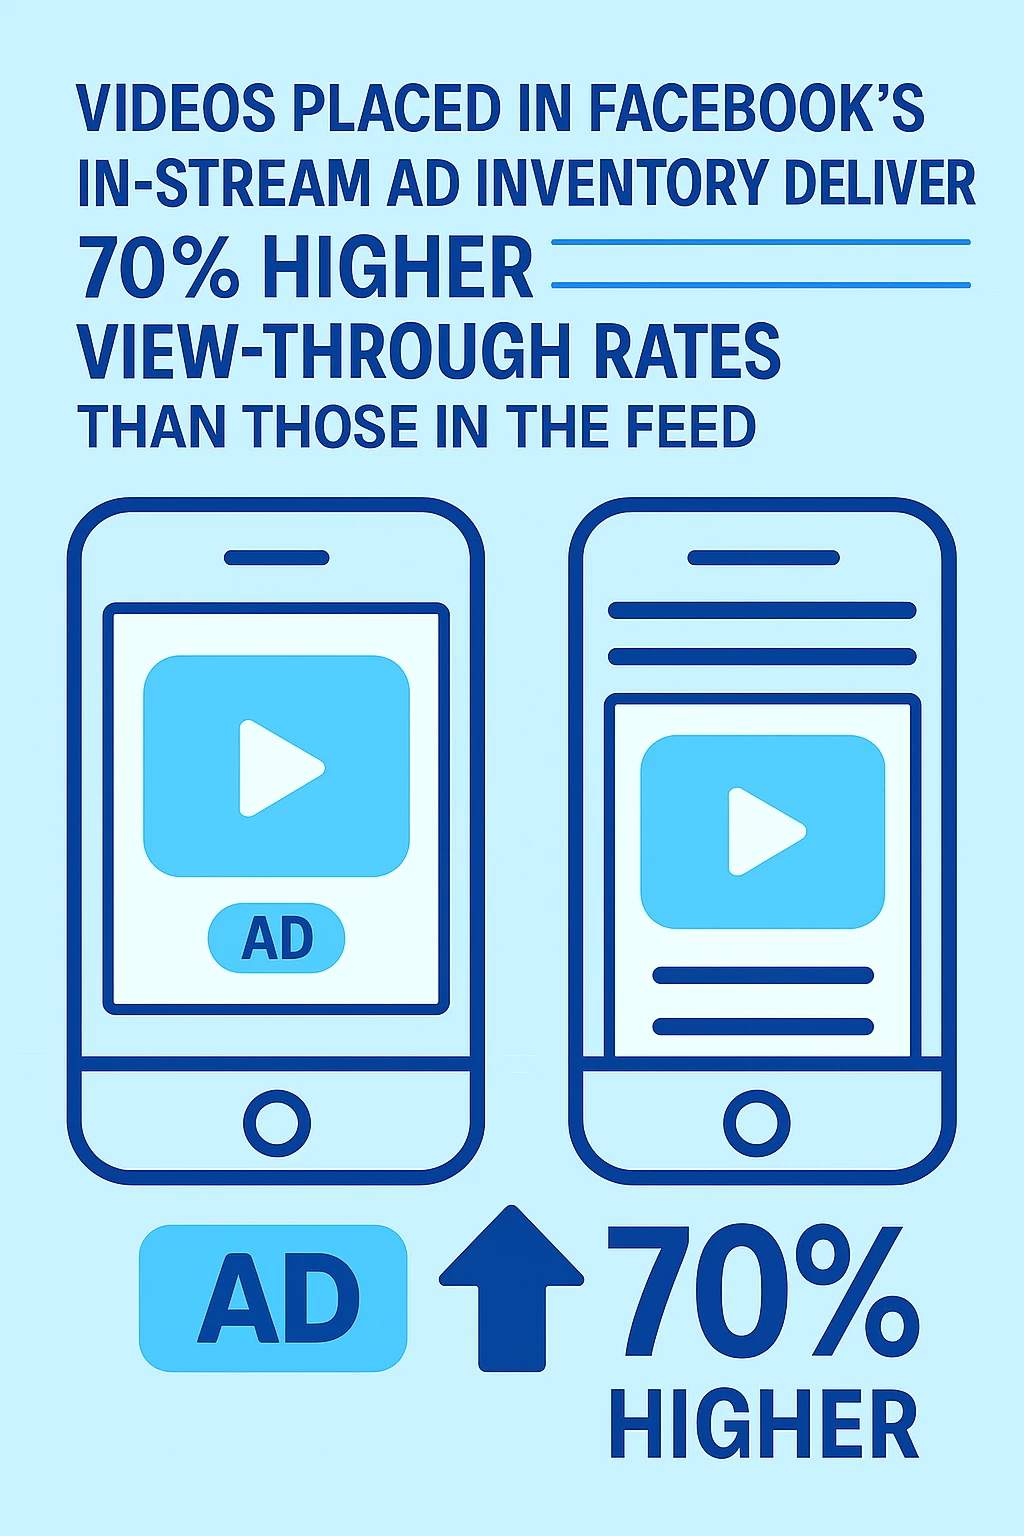 VIDEOS PLACED IN FACEBOOK’S
IN-STREAM AD INVENTORY DELIVER
70% HIGHER
VIEW-THROUGH RATES
THAN THOSE IN THE FEED
AD
AD
70%
HIGHER